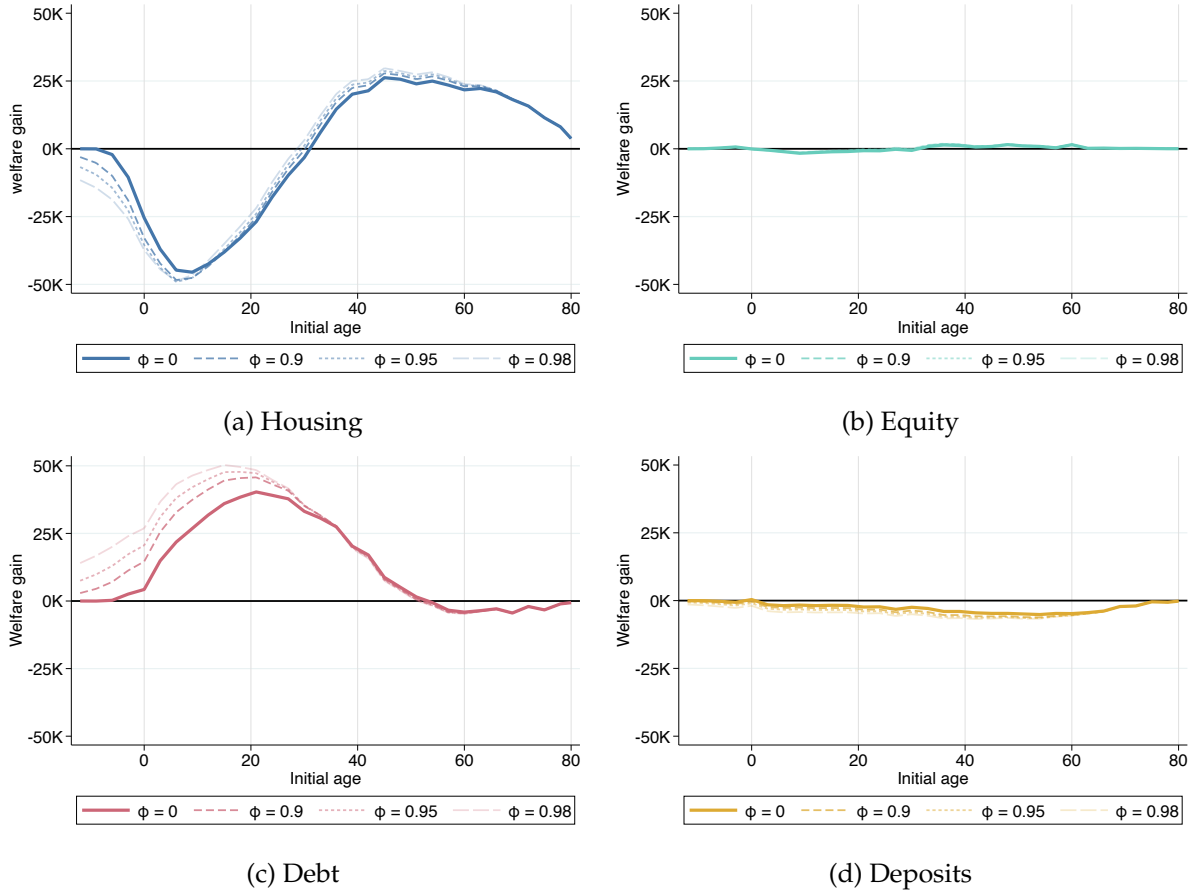 50K
25K
0K
-25K
-50K
welfare gain
0 20 40 60 80
Initial age
φ = 0 φ = 0.9 φ = 0.95 φ = 0.98
(a) Housing
50K
25K
0K
-25K
-50K
Welfare gain
0 20 40 60 80
Initial age
φ = 0 φ = 0.9 φ = 0.95 φ = 0.98
(b) Equity
50K
25K
0K
-25K
-50K
Welfare gain
0 20 40 60 80
Initial age
φ = 0 φ = 0.9 φ = 0.95 φ = 0.98
(c) Debt
50K
25K
0K
-25K
-50K
Welfare gain
0 20 40 60 80
Initial age
φ = 0 φ = 0.9 φ = 0.95 φ = 0.98
(d) Deposits